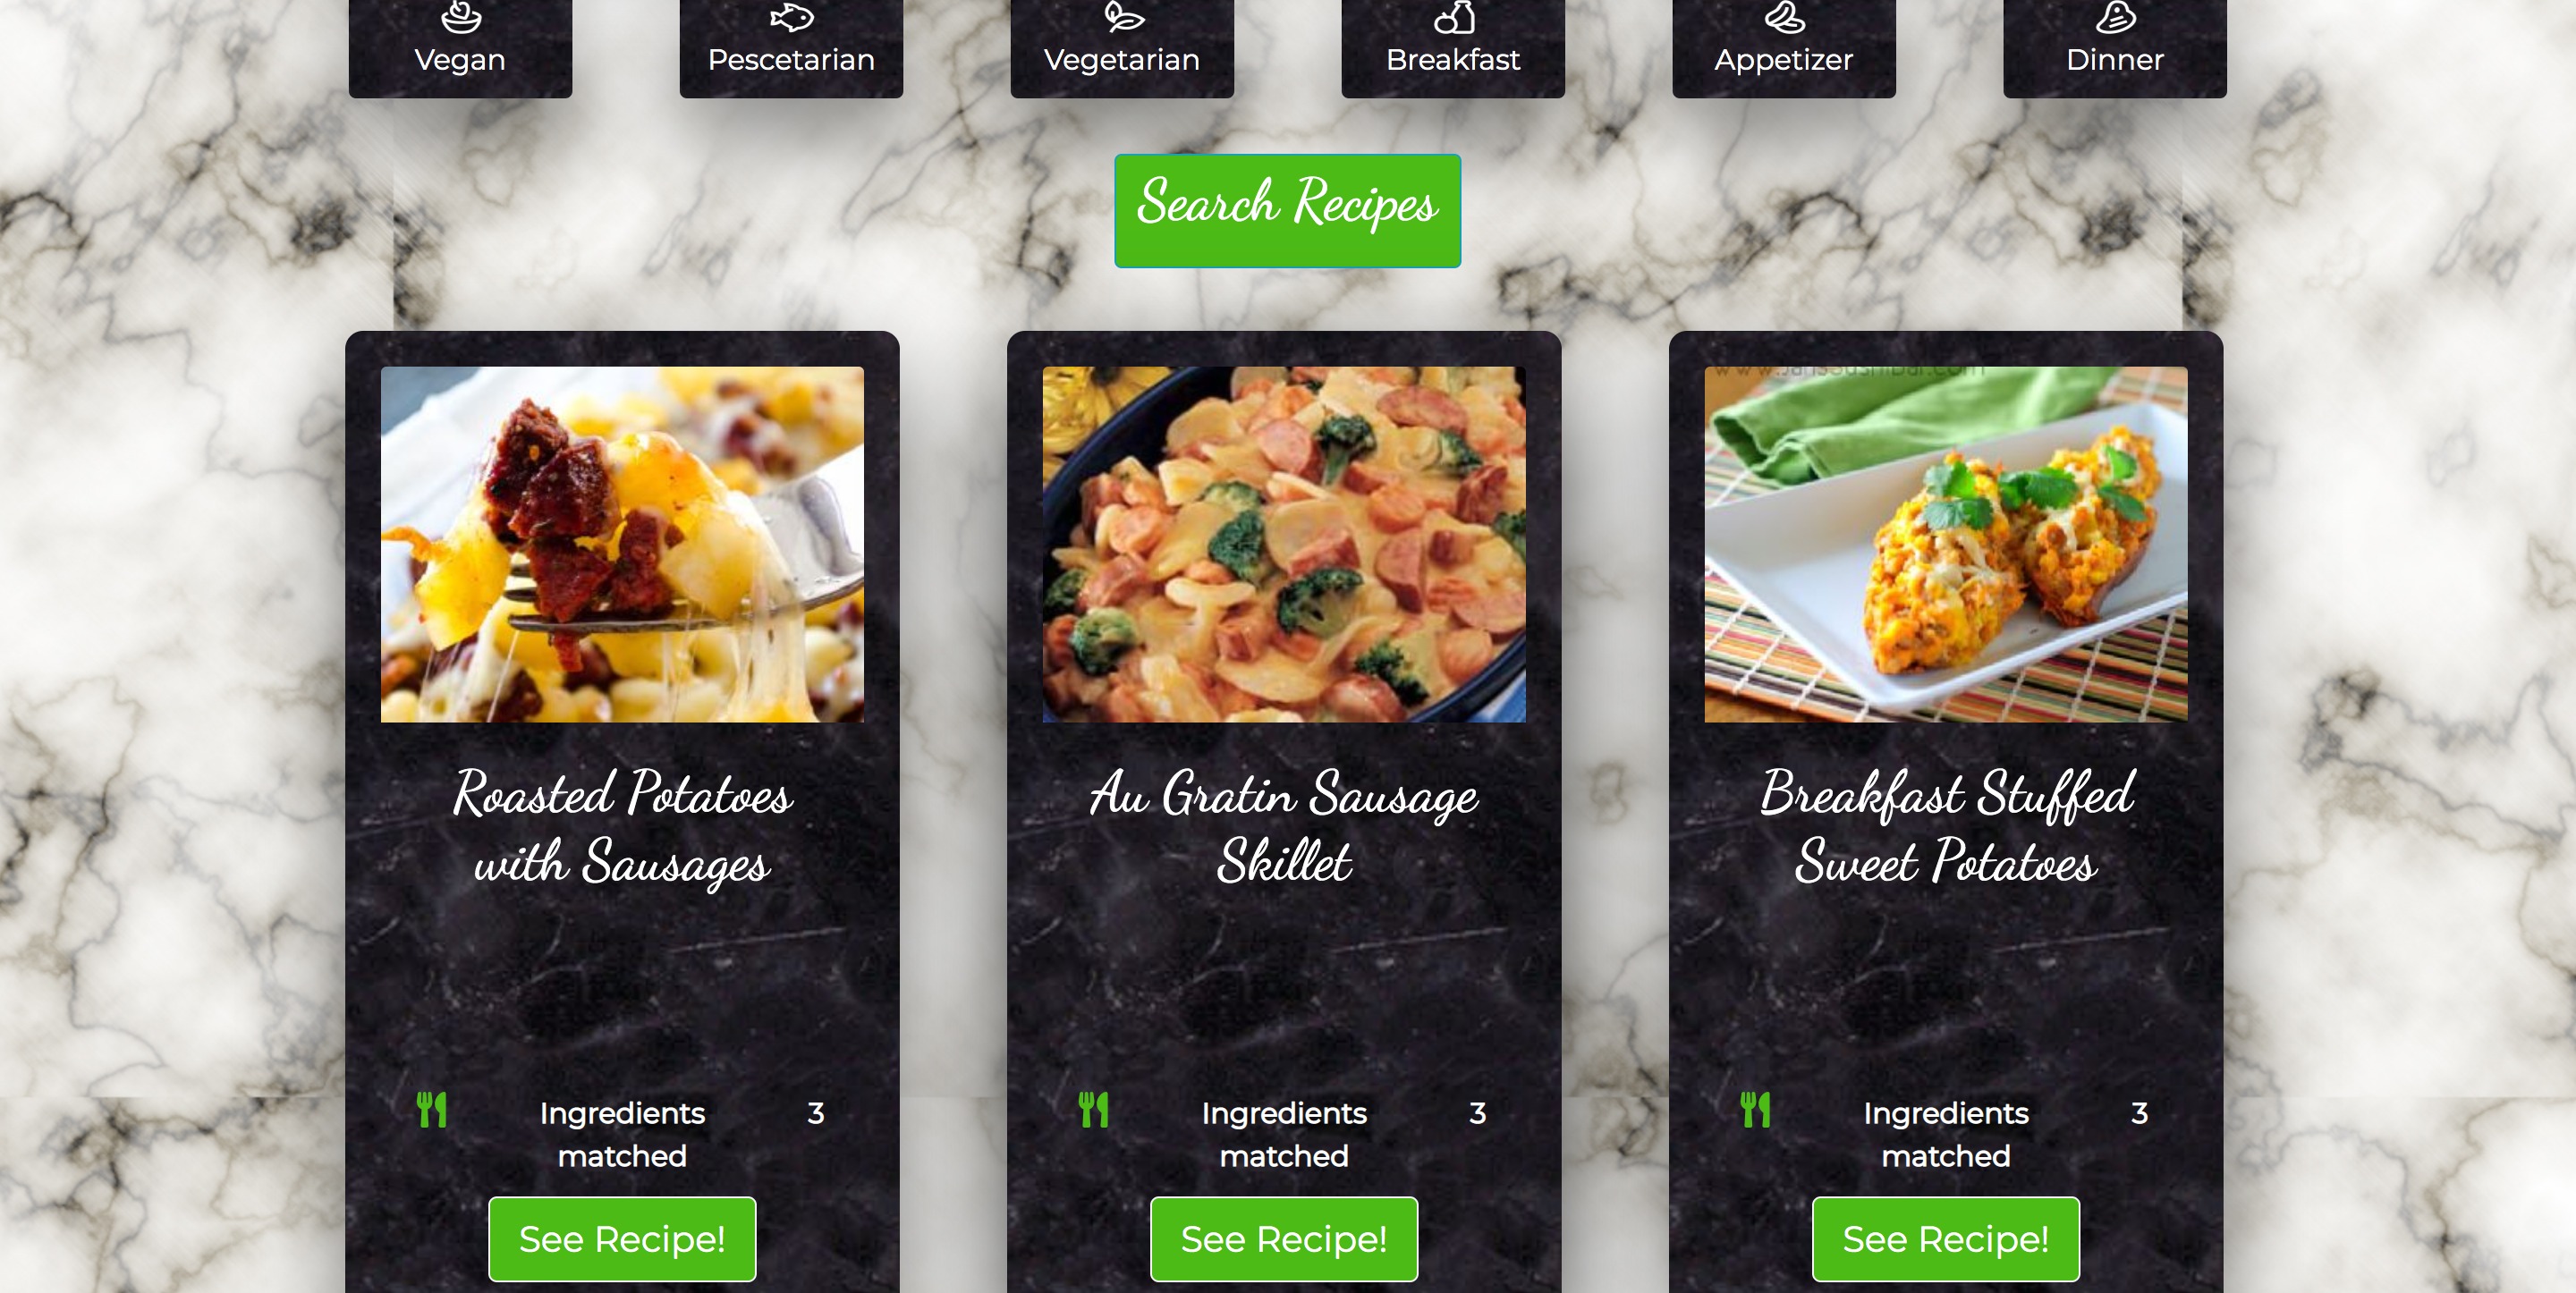 Vegan Pescetarian Vegetarian Breakfast Appetizer Dinner
Search Recipes
Roasted Potatoes
with Sausages
Au Gratin Sausage
Skillet
Breakfast Stuffed
Sweet Potatoes
Ingredients
matched
3
Ingredients
matched
3
Ingredients
matched
3
See Recipe!
See Recipe!
See Recipe!